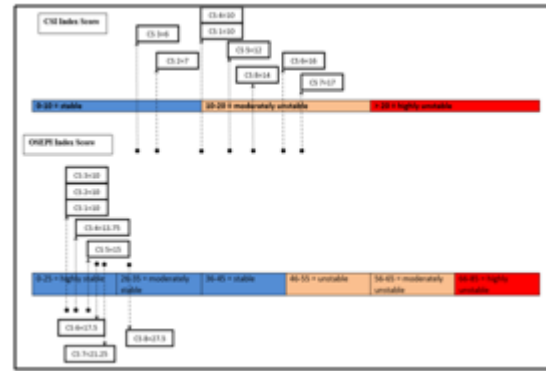 CSI Index Score
CS 4=10
CS 3=6
CS 1=10
CS 5=12
CS 2=7
CS 6=16
CS 8=14
CS 7=17
0-10 = stable
10-20 = moderately unstable
> 20 = highly unstable
OSEPI Index Score
CS 3=10
CS 2=10
CS 1=10
CS 4=13.75
CS 5=15
0-25 = highly stable
26-35 = moderately stable
36-45 = stable
46-55 = unstable
56-65 = moderately unstable
highly unstable
CS 6=17.5
CS 8=27.5
CS 7=21.25